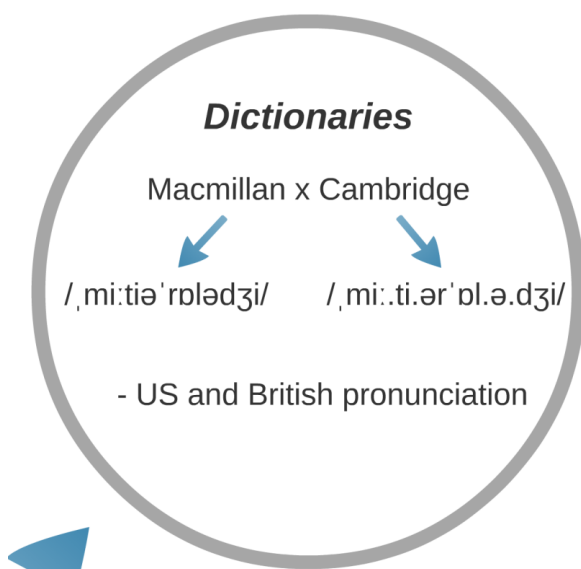 Dictionaries
Macmillan x Cambridge
/ˌmiːtiəˈrɒlədʒi/ /ˌmiː.ti.ərˈɒl.ə.dʒi/
- US and British pronunciation